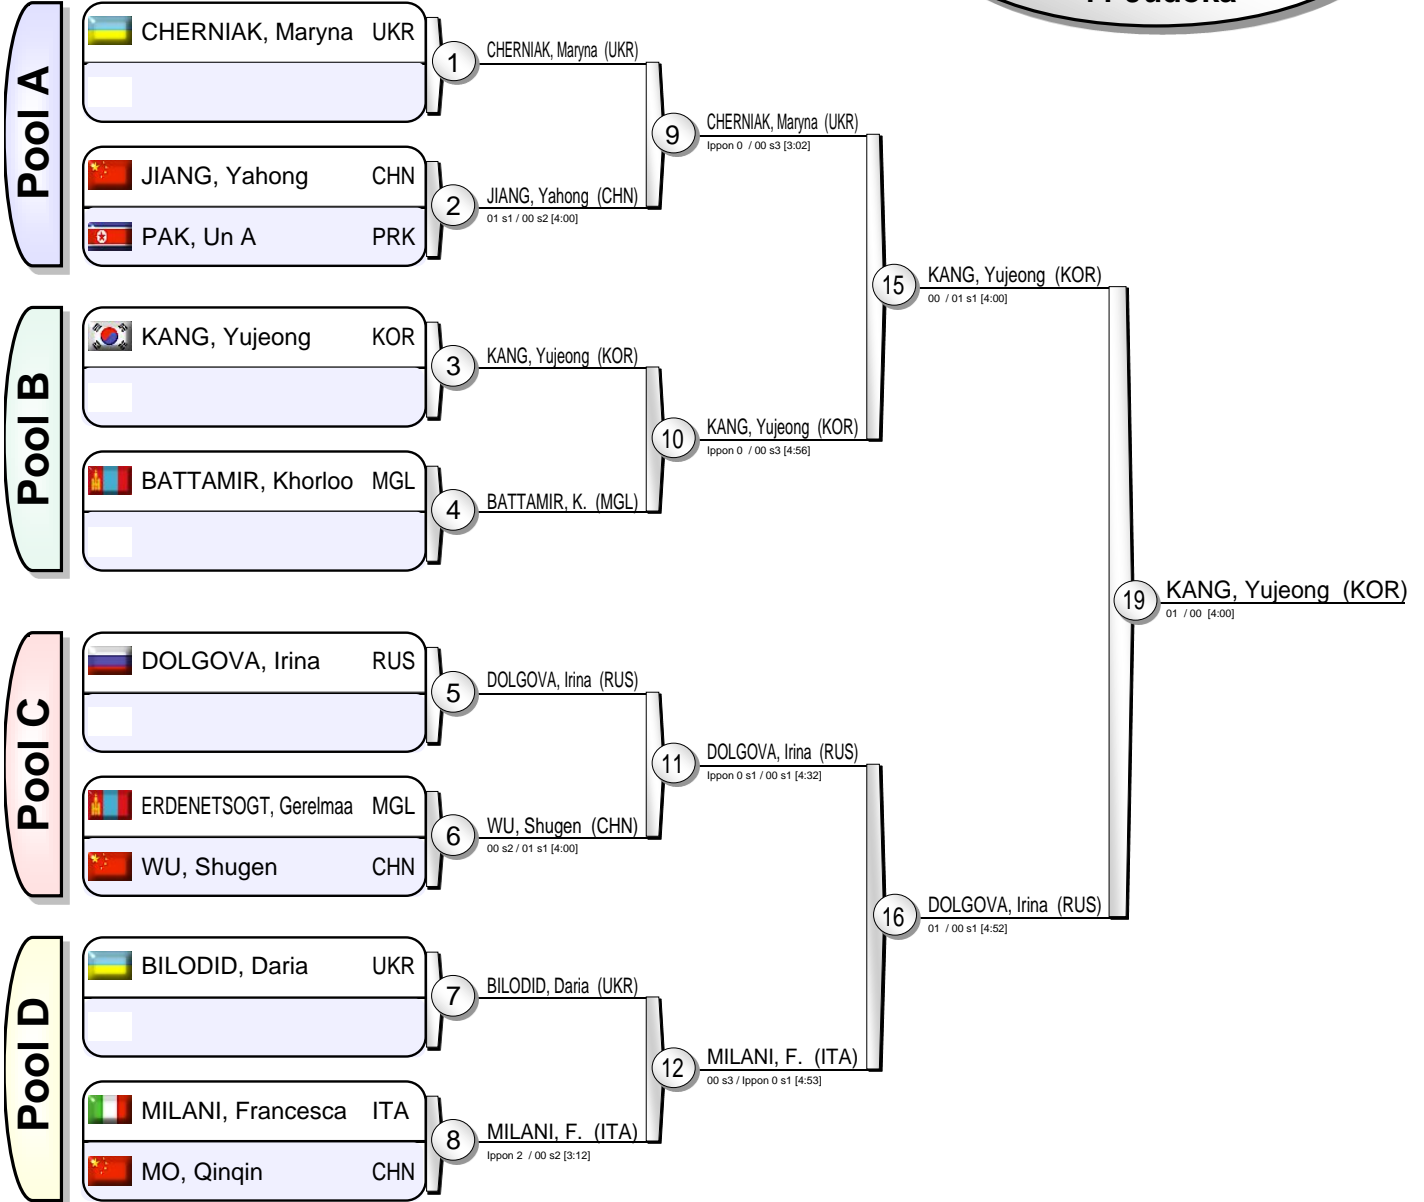 Pool A
CHERNIAK, Maryna UKR
JIANG, Yahong CHN
PAK, Un A PRK
Pool B
KANG, Yujeong KOR
BATTAMIR, Khorloo MGL
Pool C
DOLGOVA, Irina RUS
ERDENETSOGT, Gerelmaa MGL
WU, Shugen CHN
Pool D
BILODID, Daria UKR
MILANI, Francesca ITA
MO, Qinqin CHN
1
CHERNIAK, Maryna (UKR)
2
JIANG, Yahong (CHN)
01 s1 / 00 s2 [4:00]
3
KANG, Yujeong (KOR)
4
BATTAMIR, K. (MGL)
5
DOLGOVA, Irina (RUS)
6
WU, Shugen (CHN)
00 s2 / 01 s1 [4:00]
7
BILODID, Daria (UKR)
8
MILANI, F. (ITA)
Ippon 2 / 00 s2 [3:12]
9
CHERNIAK, Maryna (UKR)
Ippon 0 / 00 s3 [3:02]
10
KANG, Yujeong (KOR)
Ippon 0 / 00 s3 [4:56]
11
DOLGOVA, Irina (RUS)
Ippon 0 s1 / 00 s1 [4:32]
12
MILANI, F. (ITA)
00 s3 / Ippon 0 s1 [4:53]
15
KANG, Yujeong (KOR)
00 / 01 s1 [4:00]
16
DOLGOVA, Irina (RUS)
01 / 00 s1 [4:52]
19
KANG, Yujeong (KOR)
01 / 00 [4:00]